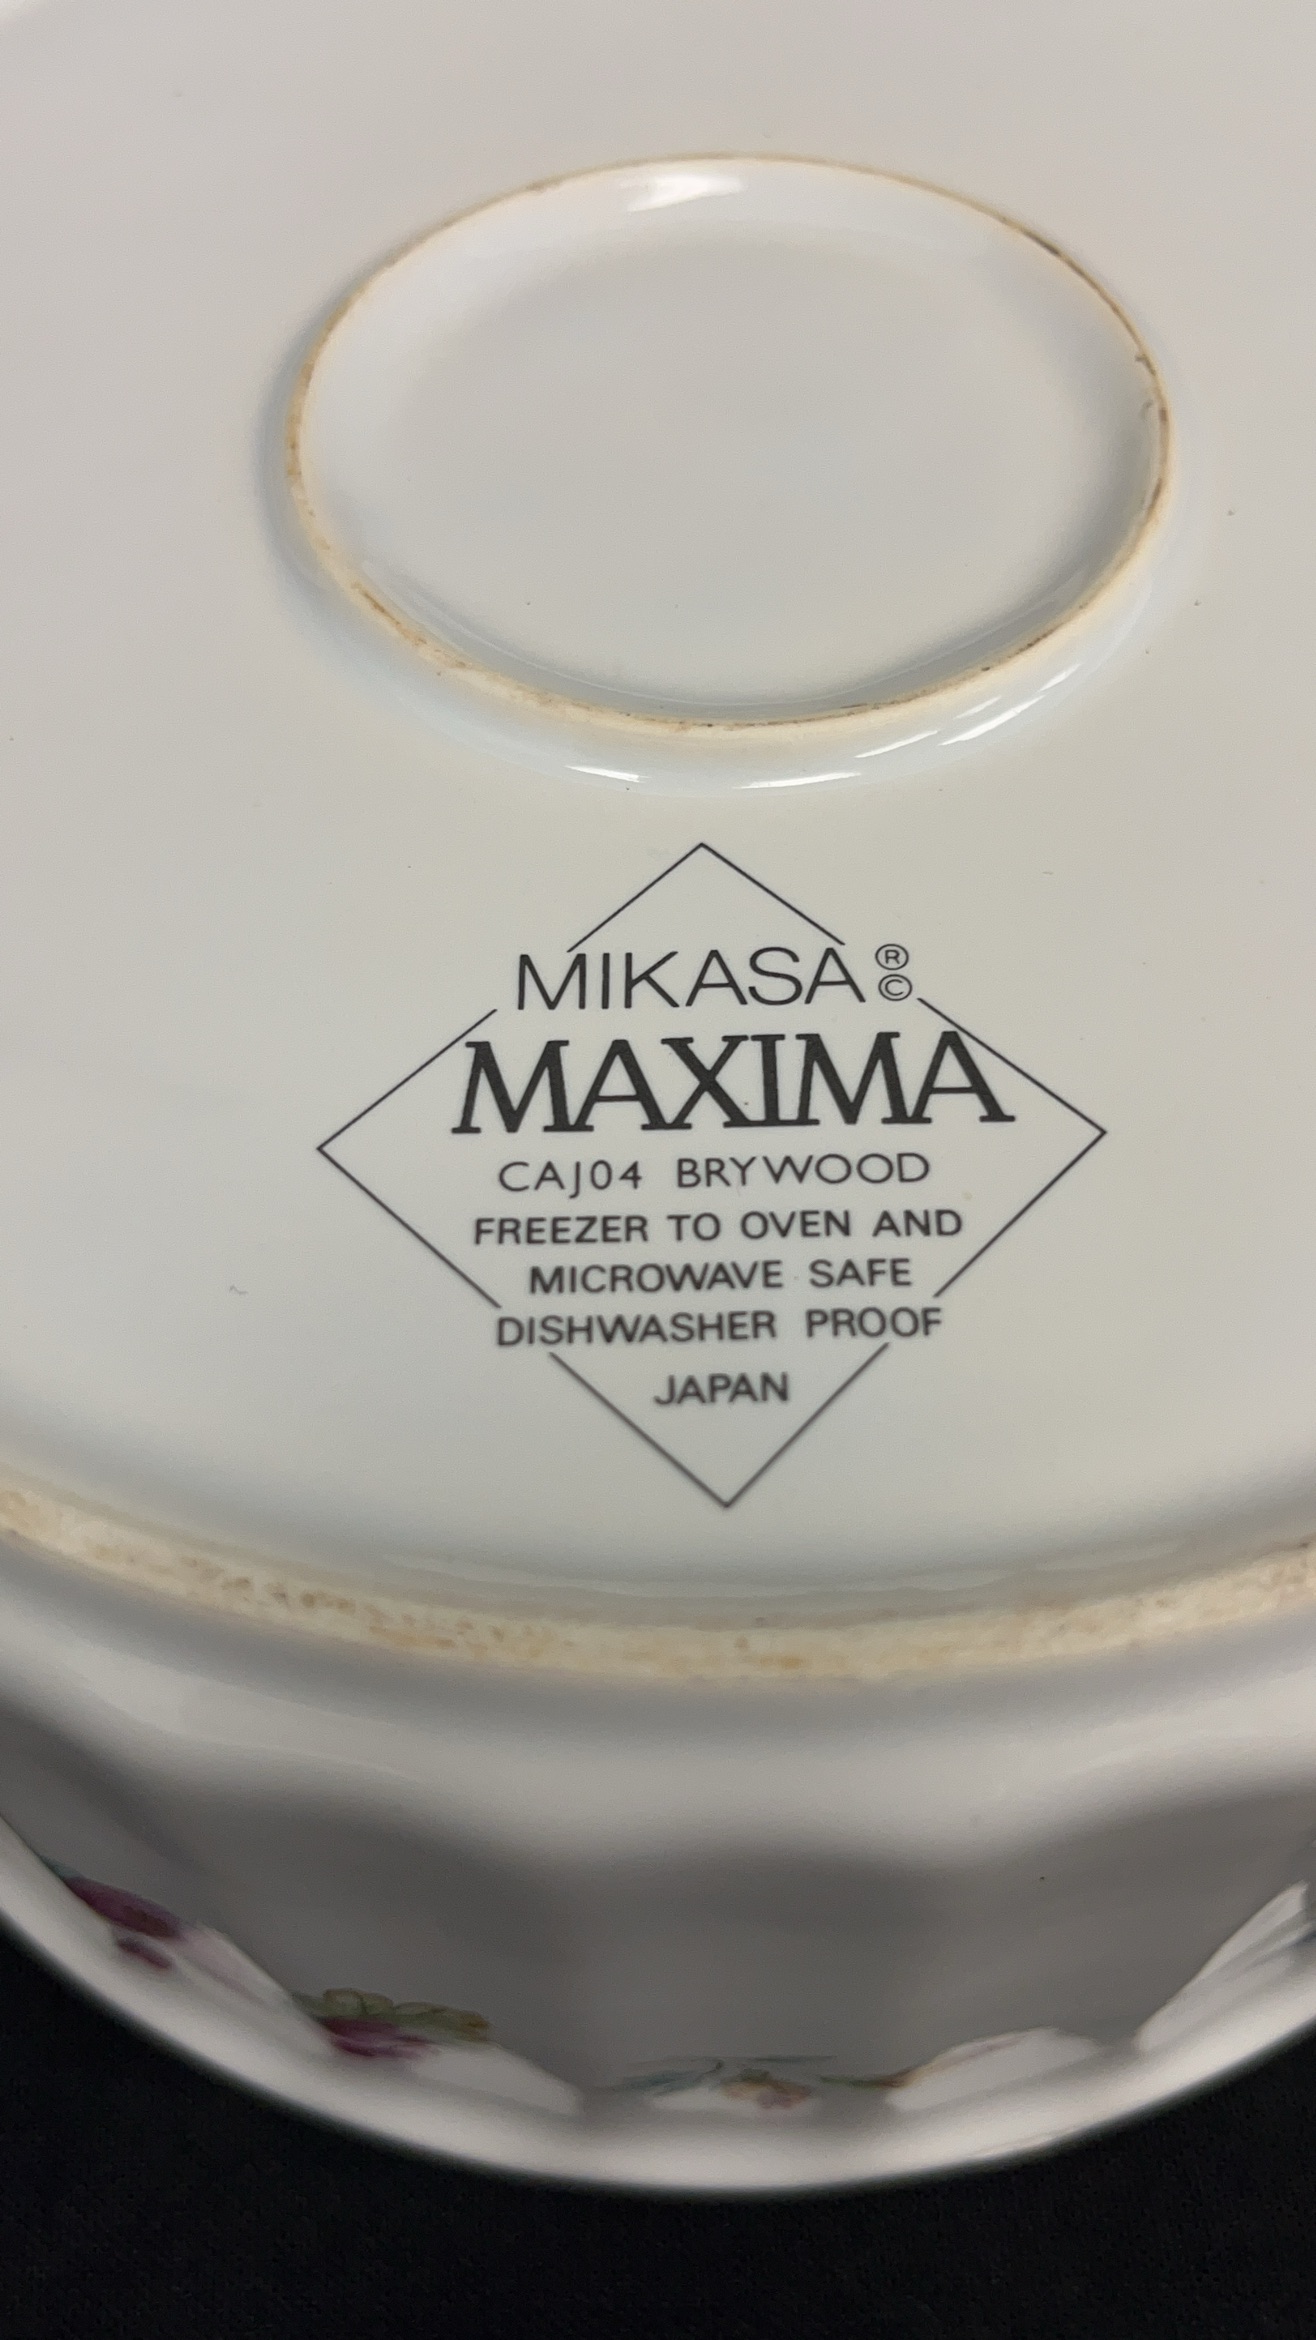 MIKASA ® ©
MAXIMA
CAJ04 BRYWOOD
FREEZER TO OVEN AND
MICROWAVE SAFE
DISHWASHER PROOF
JAPAN